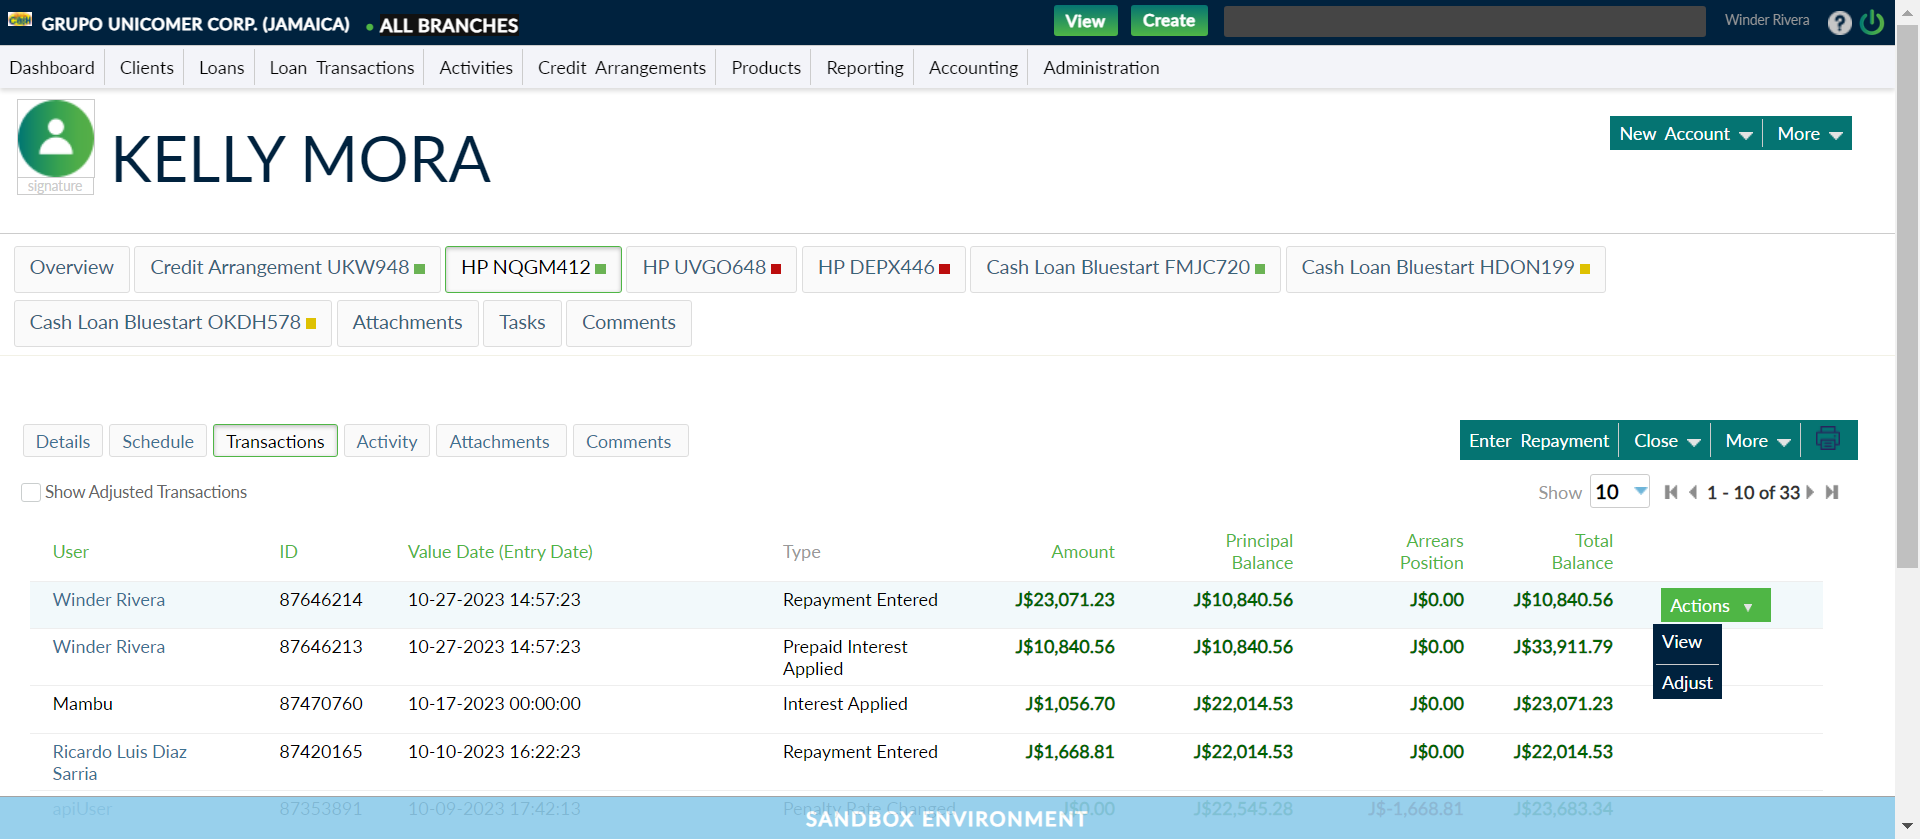 Cash GRUPO UNICOMER CORP. (JAMAICA) • ALL BRANCHES View Create Winder Rivera ?
Dashboard Clients Loans Loan Transactions Activities Credit Arrangements Products Reporting Accounting Administration
KELLY MORA
signature
New Account More
Overview Credit Arrangement UKW948 HP NQGM412 HP UVGO648 HP DEPX446 Cash Loan Bluestart FMJC720 Cash Loan Bluestart HDON199
Cash Loan Bluestart OKDH578 Attachments Tasks Comments
Details Schedule Transactions Activity Attachments Comments Enter Repayment Close More
Show Adjusted Transactions Show 10 1 - 10 of 33
User ID Value Date (Entry Date) Type Amount Principal Balance Arrears Position Total Balance
Winder Rivera 87646214 10-27-2023 14:57:23 Repayment Entered J$23,071.23 J$10,840.56 J$0.00 J$10,840.56 Actions
Winder Rivera 87646213 10-27-2023 14:57:23 Prepaid Interest Applied J$10,840.56 J$10,840.56 J$0.00 J$33,911.79 View
Adjust
Mambu 87470760 10-17-2023 00:00:00 Interest Applied J$1,056.70 J$22,014.53 J$0.00 J$23,071.23
Ricardo Luis Diaz Sarria 87420165 10-10-2023 16:22:23 Repayment Entered J$1,668.81 J$22,014.53 J$0.00 J$22,014.53
apiUser 87353891 10-09-2023 17:42:13 Penalty Rate Changed J$0.00 J$22,545.28 J$-1,668.81 J$23,683.34
SANDBOX ENVIRONMENT